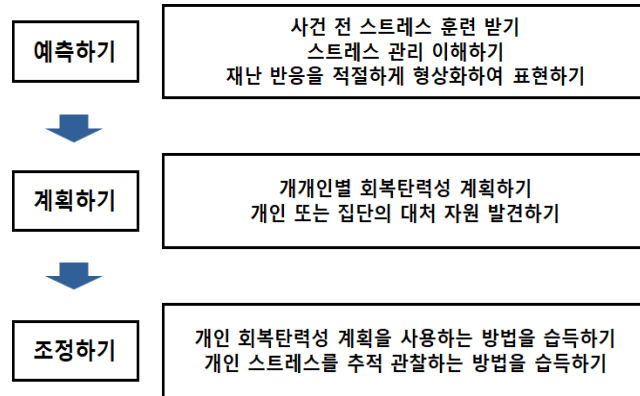 예측하기
사건 전 스트레스 훈련 받기
스트레스 관리 이해하기
재난 반응을 적절하게 형상화하여 표현하기
계획하기
개개인별 회복탄력성 계획하기
개인 또는 집단의 대처 자원 발견하기
조정하기
개인 회복탄력성 계획을 사용하는 방법을 습득하기
개인 스트레스를 추적 관찰하는 방법을 습득하기